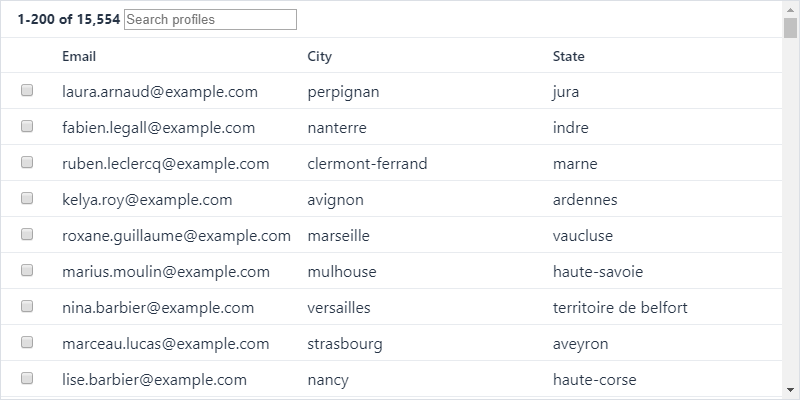 1-200 of 15,554 Search profiles
Email City State
laura.arnaud@example.com perpignan jura
fabien.legall@example.com nanterre indre
ruben.leclercq@example.com clermont-ferrand marne
kelya.roy@example.com avignon ardennes
roxane.guillaume@example.com marseille vaucluse
marius.moulin@example.com mulhouse haute-savoie
nina.barbier@example.com versailles territoire de belfort
marceau.lucas@example.com strasbourg aveyron
lise.barbier@example.com nancy haute-corse